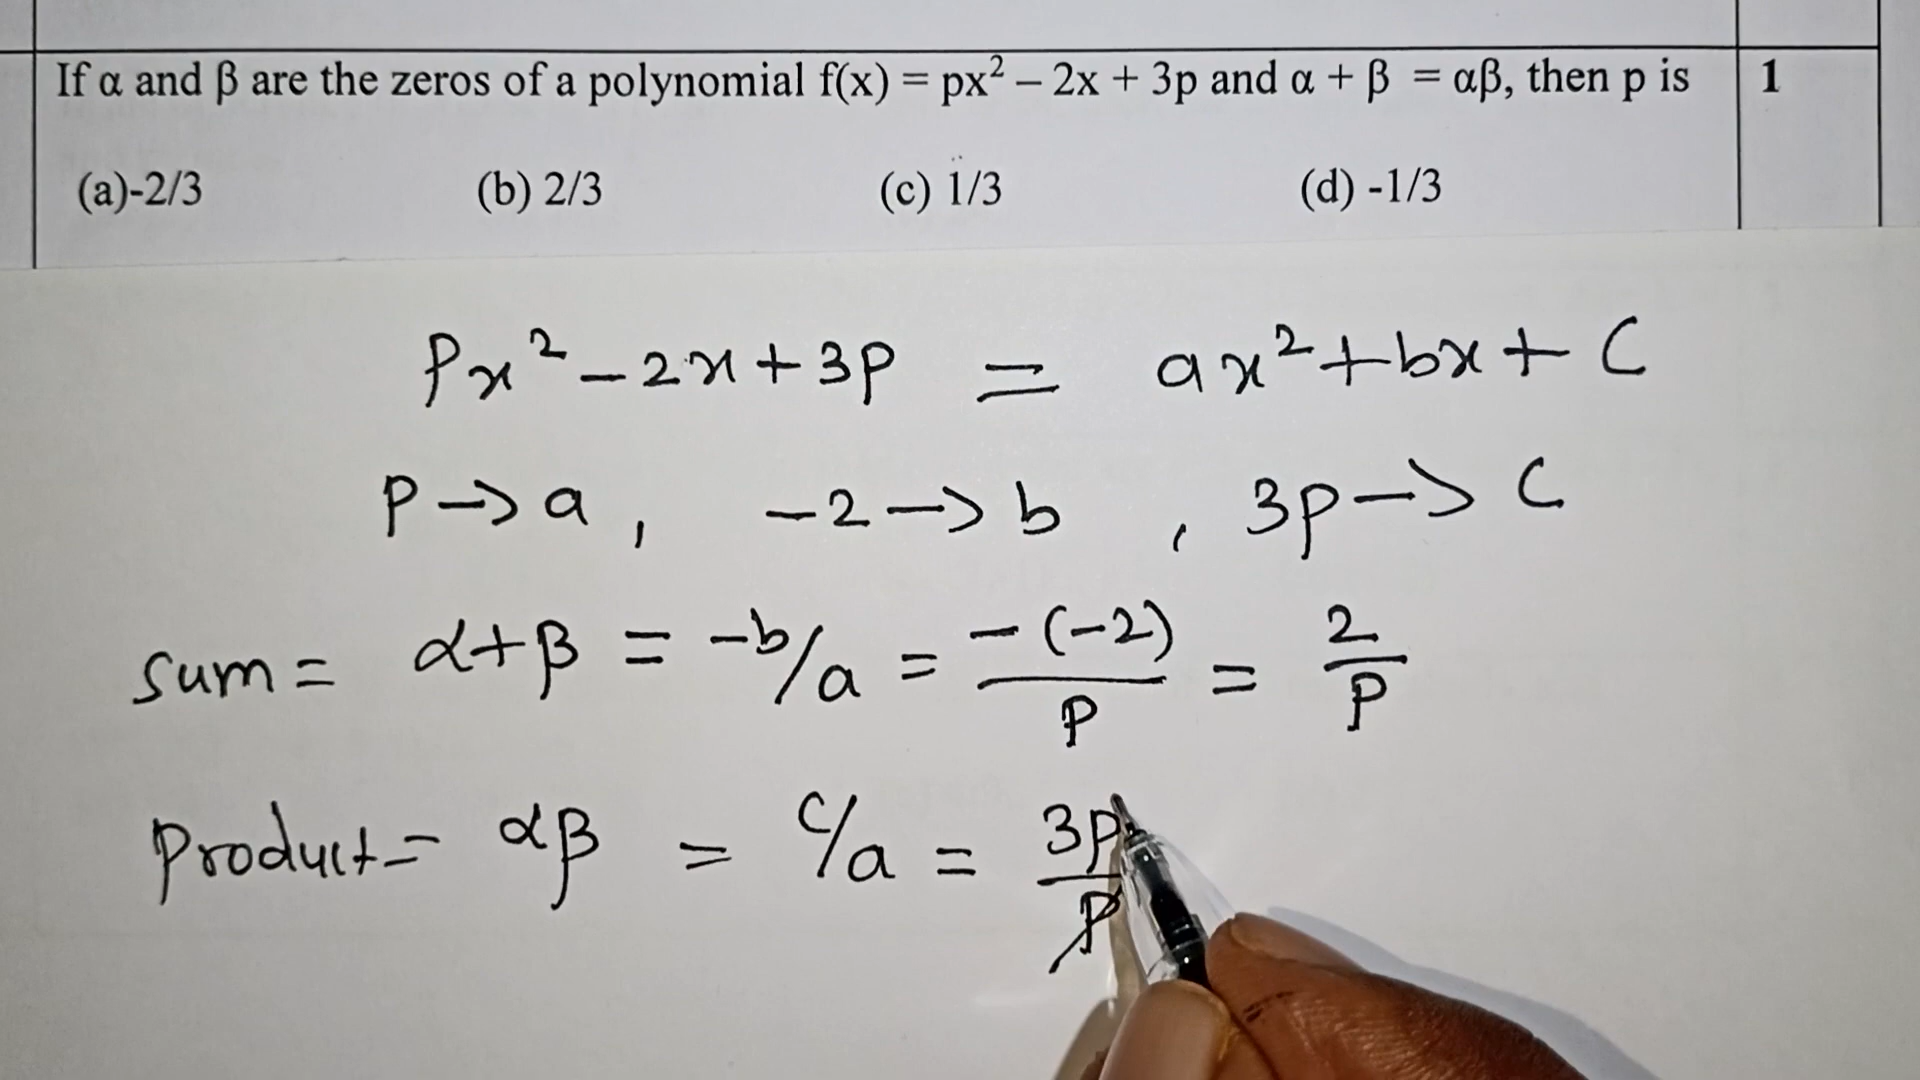 If α and β are the zeros of a polynomial f(x) = px² – 2x + 3p and α + β = αβ, then p is 1
(a)-2/3 (b) 2/3 (c) 1/3 (d) -1/3
Px² – 2x + 3p = ax² + bx + C
P → a, -2 → b, 3p → C
sum = α+β = -b/a = -(-2)/P = 2/P
Product = αβ = c/a = 3p/p